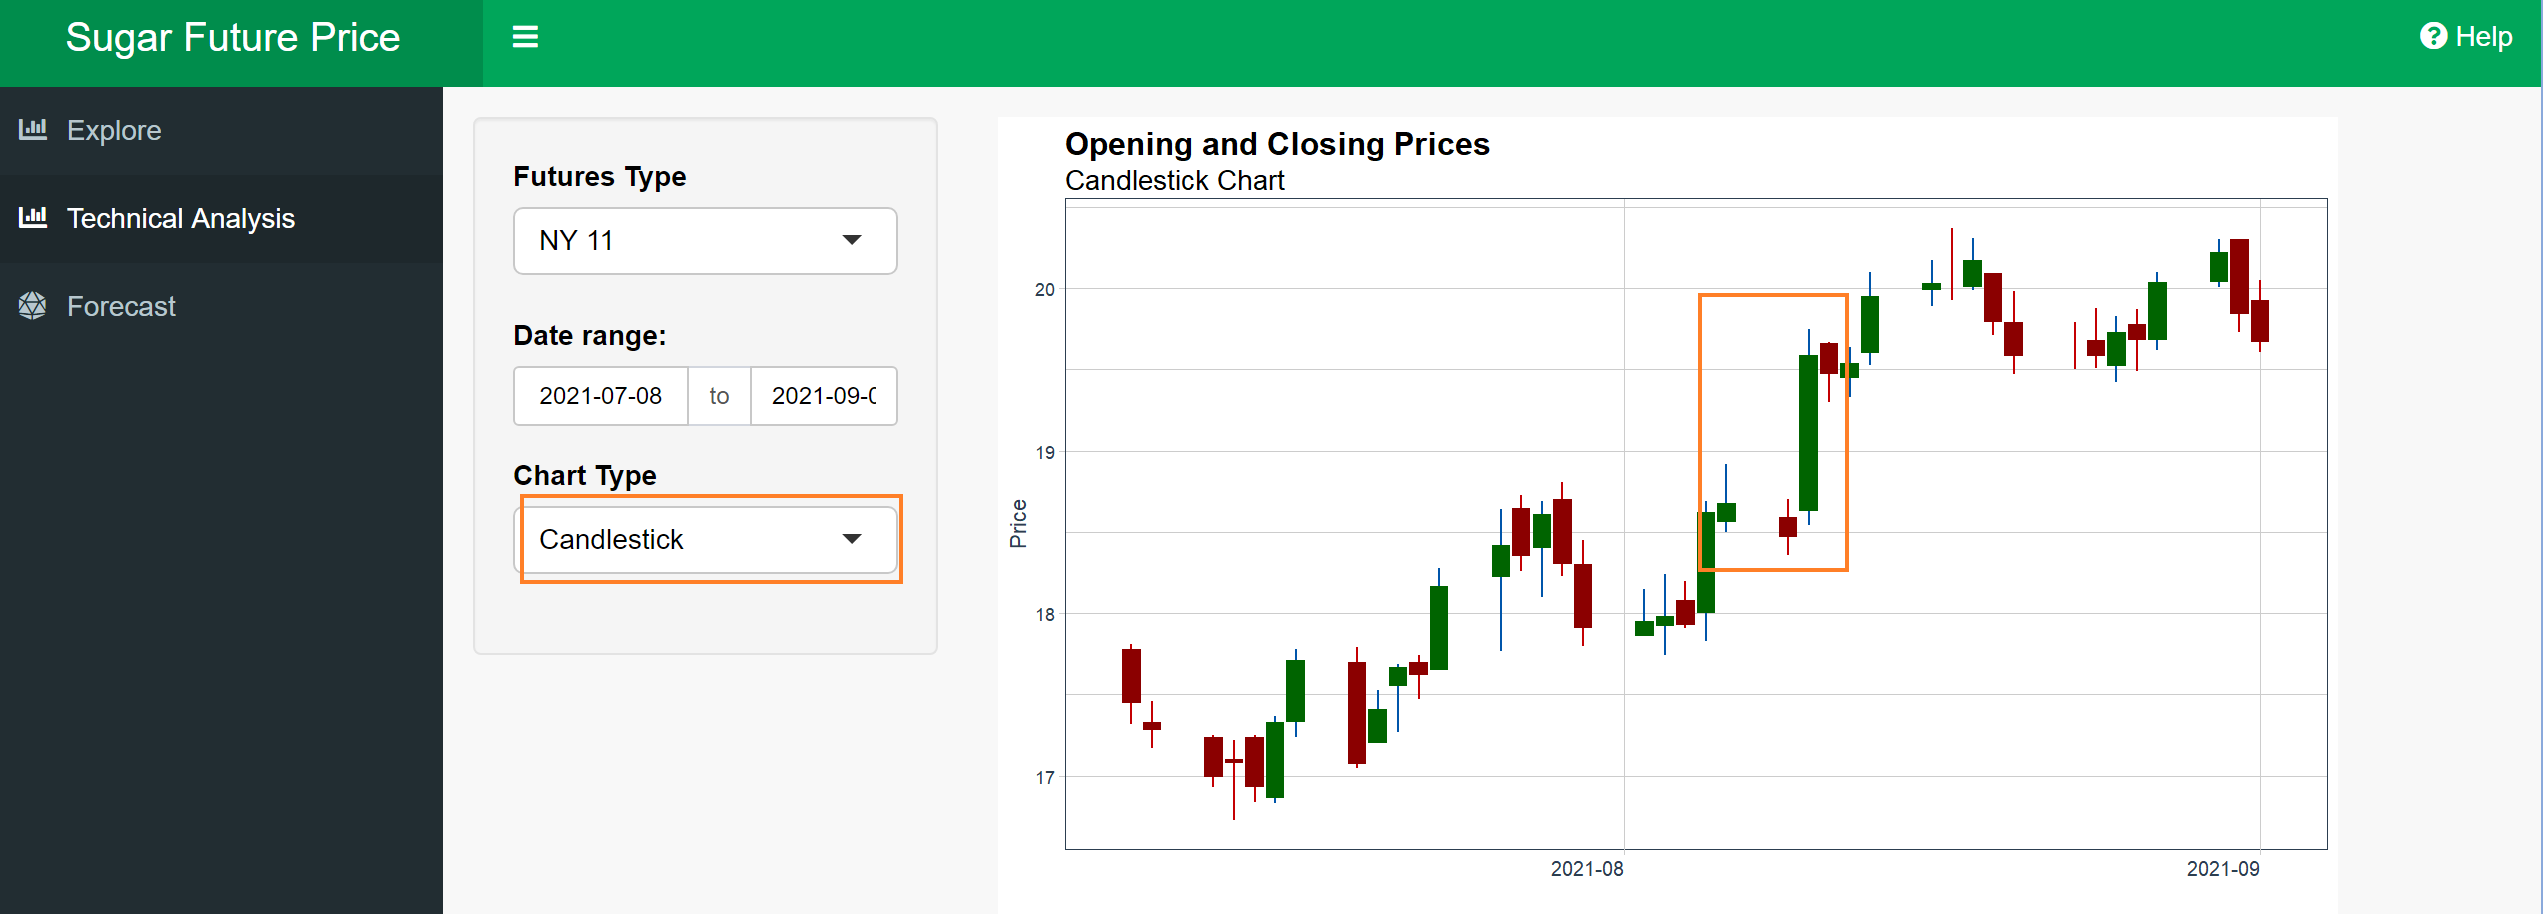 Sugar Future Price
Help
Explore
Technical Analysis
Forecast
Futures Type
NY 11
Date range:
2021-07-08 to 2021-09-0
Chart Type
Candlestick
Opening and Closing Prices
Candlestick Chart
Price
20
19
18
17
2021-08
2021-09